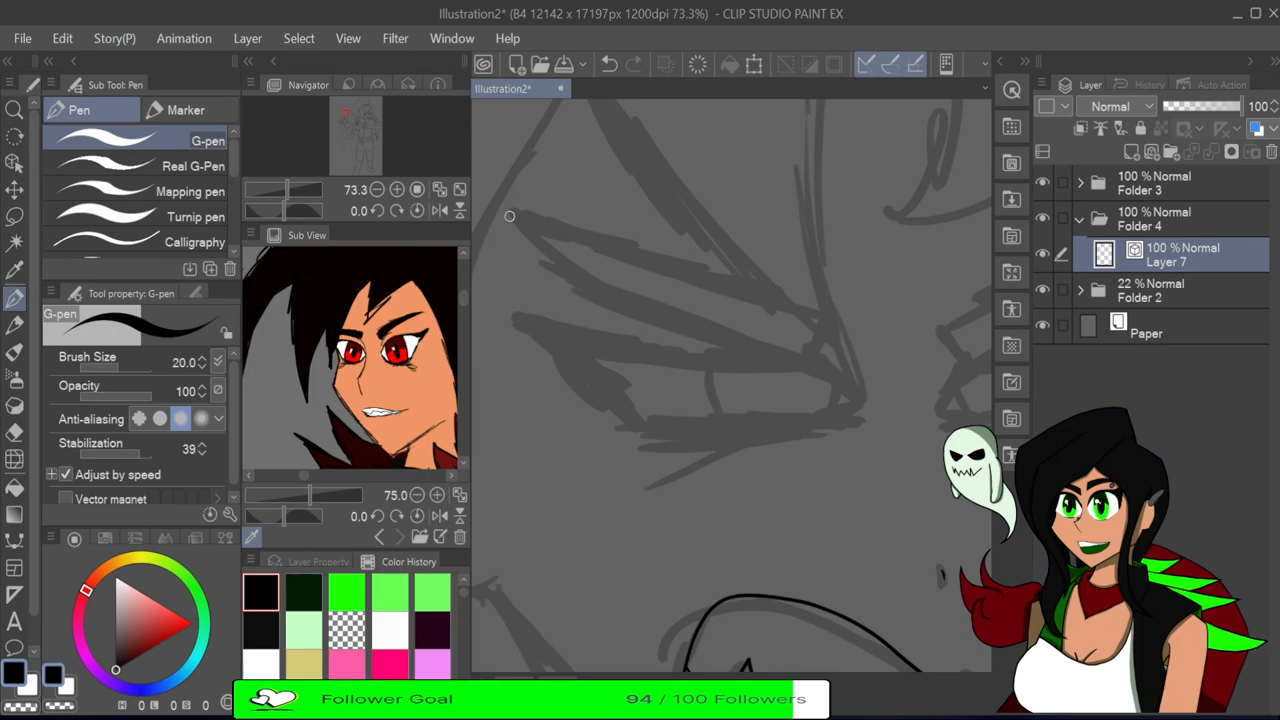 Illustration2* (B4 12142 x 17197px 1200dpi 73.3%) - CLIP STUDIO PAINT EX
File Edit Story(P) Animation Layer Select View Filter Window Help
Sub Tool: Pen
Pen
Marker
G-pen
Real G-Pen
Mapping pen
Turnip pen
Calligraphy
Tool property: G-pen
G-pen
Brush Size 20.0
Opacity 100
Anti-aliasing
Stabilization 39
Adjust by speed
Vector magnet
H 0 L 0 S 0
Navigator
73.3
0.0
Sub View
75.0
0.0
Layer Property
Color History
Illustration2*
Layer
History
Auto Action
Normal 100
100 % Normal
Folder 3
100 % Normal
Folder 4
100 % Normal
Layer 7
22 % Normal
Folder 2
Paper
Follower Goal
94 / 100 Followers